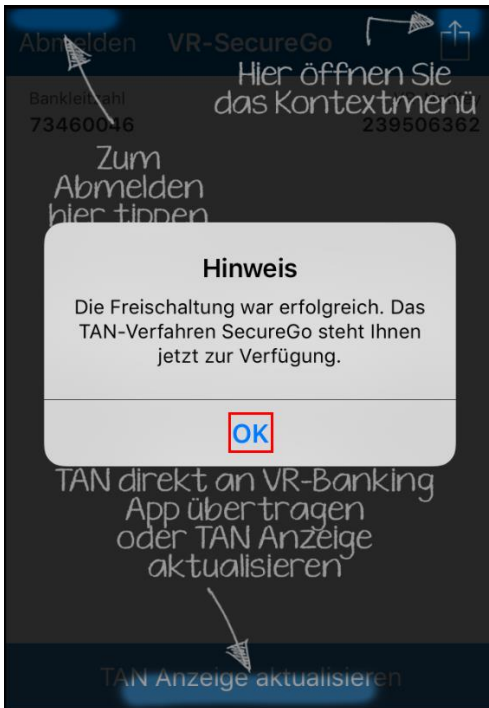 Abmelden VR-SecureGo
Hier öffnen Sie
das Kontextmenü
Bankleitzahl
73460046 239506362
Zum
Abmelden
hier tippen
Hinweis
Die Freischaltung war erfolgreich. Das
TAN-Verfahren SecureGo steht Ihnen
jetzt zur Verfügung.
OK
TAN direkt an VR-Banking
App übertragen
oder TAN Anzeige
aktualisieren
TAN Anzeige aktualisieren